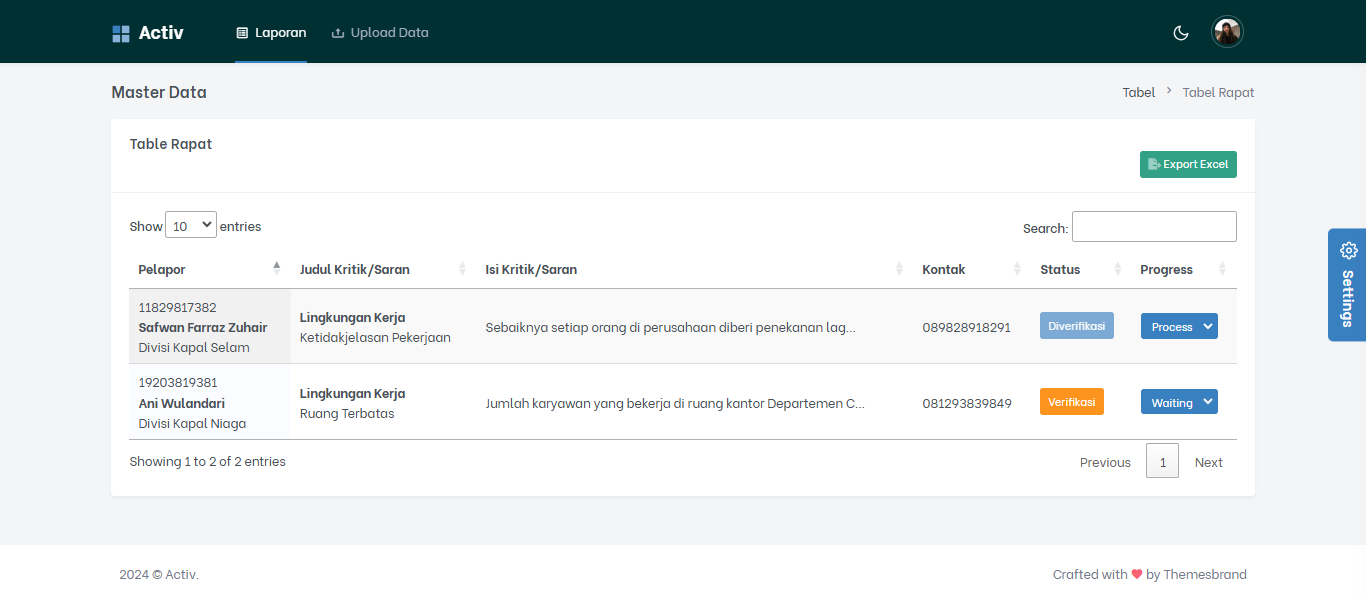 Activ
Laporan
Upload Data
Master Data
Tabel > Tabel Rapat
Table Rapat
Export Excel
Show 10 entries
Search:
Settings
Pelapor Judul Kritik/Saran Isi Kritik/Saran Kontak Status Progress
11829817382
Safwan Farraz Zuhair
Divisi Kapal Selam
Lingkungan Kerja
Ketidakjelasan Pekerjaan
Sebaiknya setiap orang di perusahaan diberi penekanan lag...
089828918291
Diverifikasi
Process
19203819381
Ani Wulandari
Divisi Kapal Niaga
Lingkungan Kerja
Ruang Terbatas
Jumlah karyawan yang bekerja di ruang kantor Departemen C...
081293839849
Verifikasi
Waiting
Showing 1 to 2 of 2 entries
Previous 1 Next
2024 © Activ.
Crafted with ❤ by Themesbrand